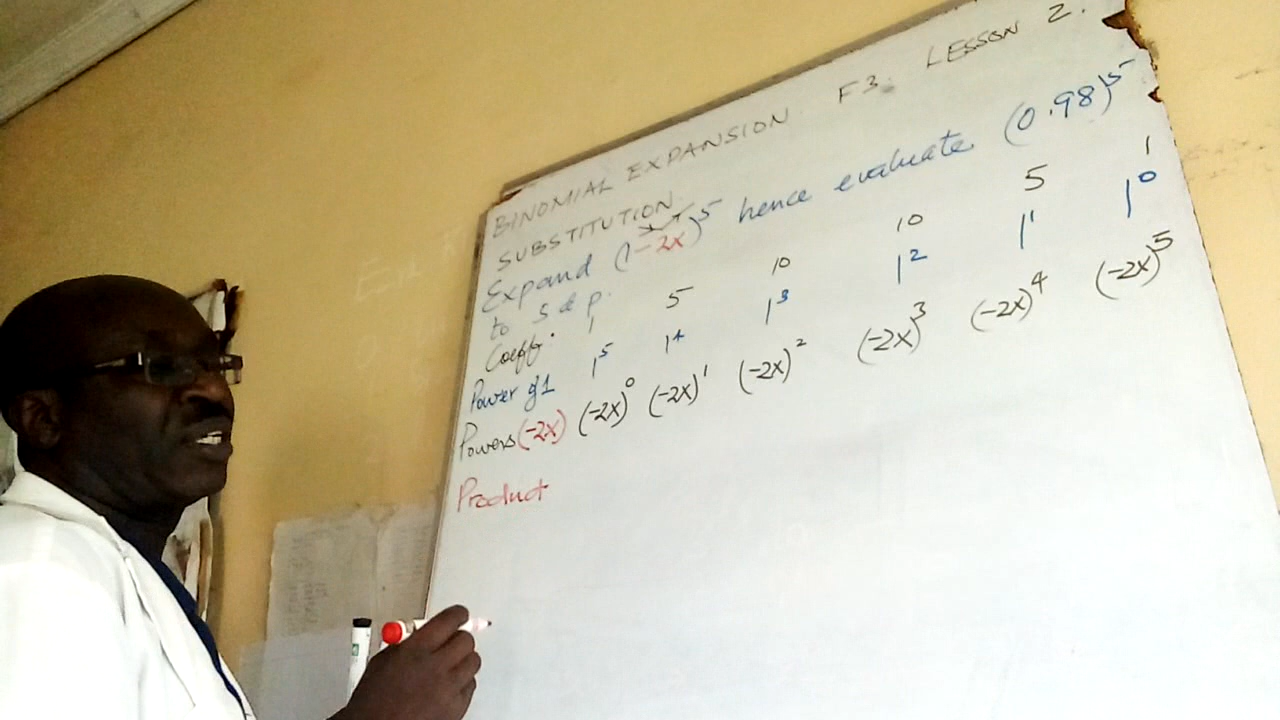 BINOMIAL EXPANSION F3. LESSON 2.
SUBSTITUTION.
Expand (1-2x)^5 hence evaluate (0.98)^5
to S d p.
Coeff. 1 5 10 10 5 1
Power of 1 1^5 1^4 1^3 1^2 1^1 1^0
Powers (-2x) (-2x)^0 (-2x)^1 (-2x)^2 (-2x)^3 (-2x)^4 (-2x)^5
Product